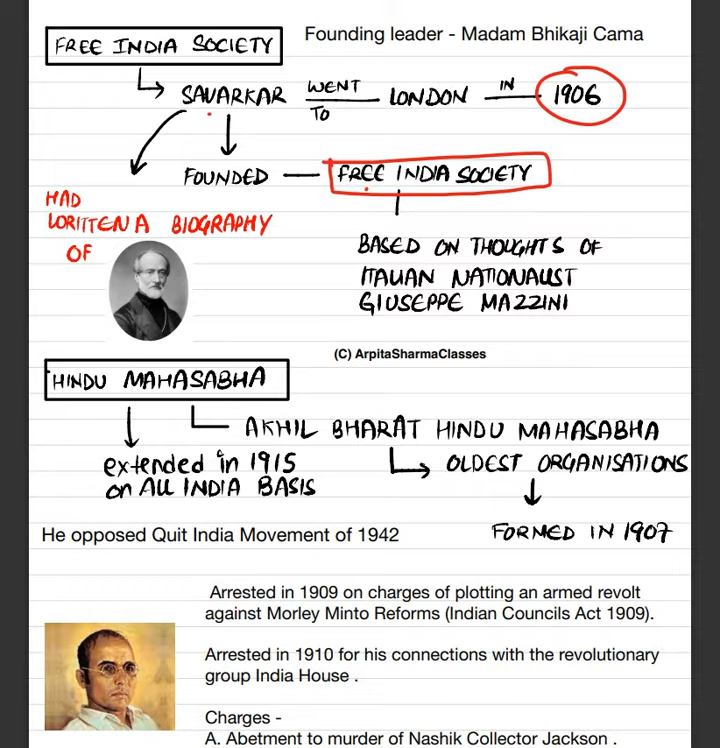 FREE INDIA SOCIETY
Founding leader - Madam Bhikaji Cama
SAVARKAR WENT TO LONDON IN 1906
FOUNDED — FREE INDIA SOCIETY
HAD
WRITTEN A BIOGRAPHY
OF
BASED ON THOUGHTS OF
ITALIAN NATIONALIST
GIUSEPPE MAZZINI
(C) ArpitaSharmaClasses
HINDU MAHASABHA
AKHIL BHARAT HINDU MAHASABHA
extended in 1915
on ALL INDIA BASIS
OLDEST ORGANISATIONS
FORMED IN 1907
He opposed Quit India Movement of 1942
Arrested in 1909 on charges of plotting an armed revolt
against Morley Minto Reforms (Indian Councils Act 1909).
Arrested in 1910 for his connections with the revolutionary
group India House .
Charges -
A. Abetment to murder of Nashik Collector Jackson .